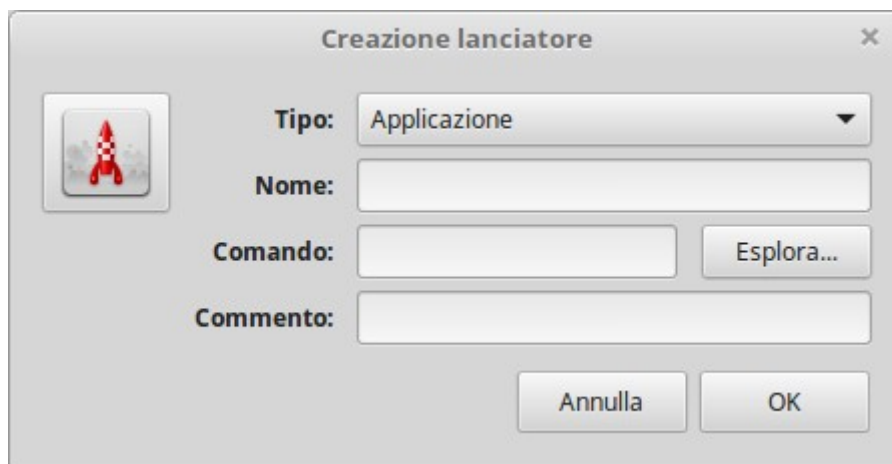 Creazione lanciatore
Tipo: Applicazione
Nome:
Comando: Esplora...
Commento:
Annulla OK